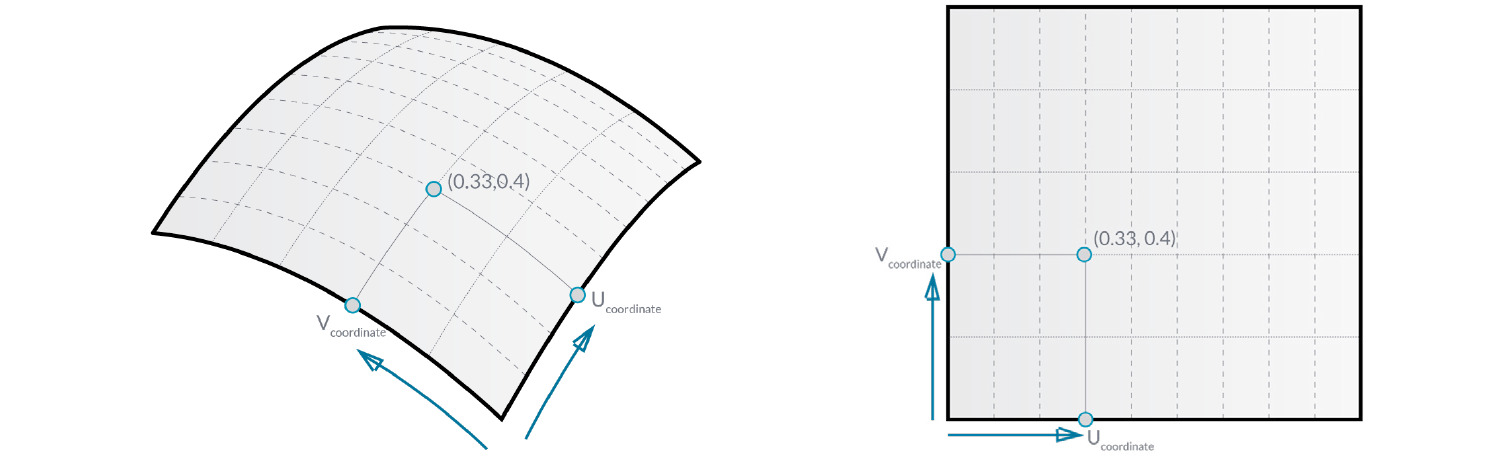 (0.33,0.4)
U coordinate
V coordinate
(0.33, 0.4)
V coordinate
U coordinate